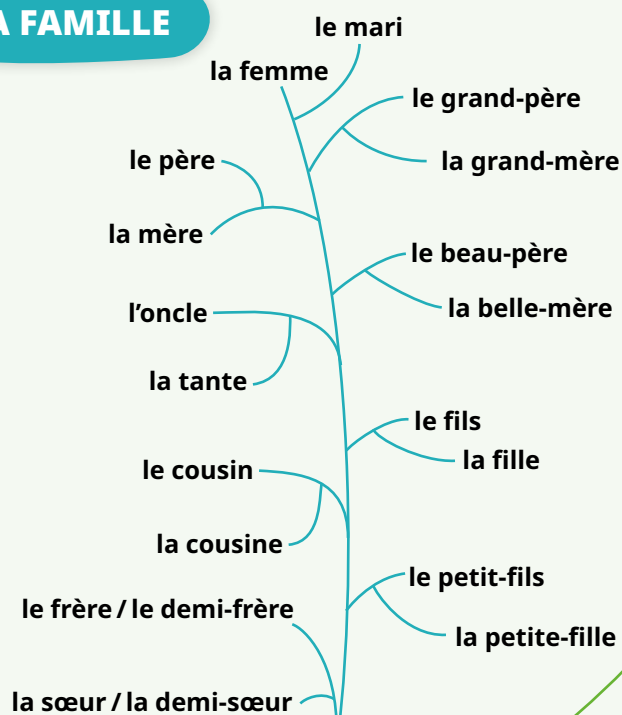 A FAMILLE
le mari
la femme
le grand-père
la grand-mère
le père
la mère
le beau-père
la belle-mère
l’oncle
la tante
le fils
la fille
le cousin
la cousine
le petit-fils
la petite-fille
le frère / le demi-frère
la sœur / la demi-sœur